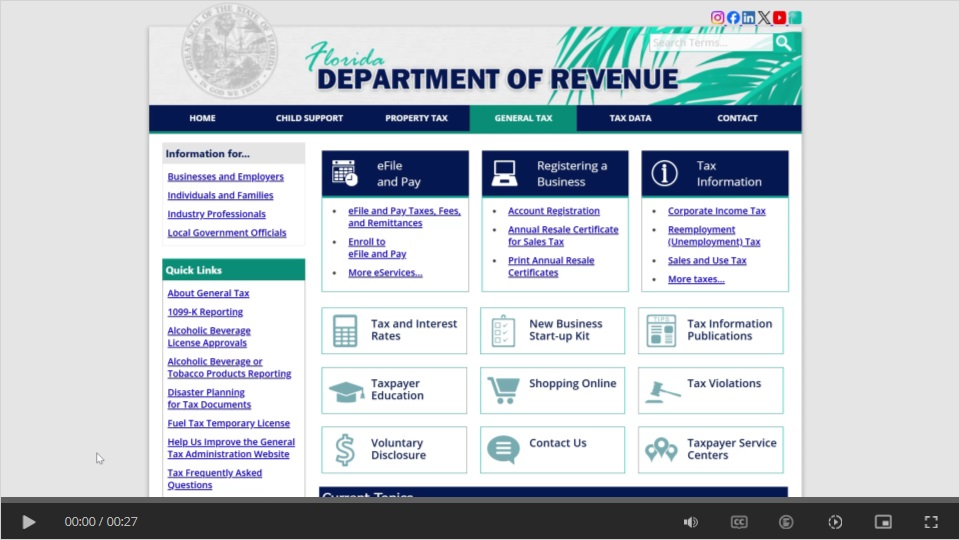 GREAT SEAL OF THE STATE OF FLORIDA
IN GOD WE TRUST
Search Terms...
Florida
DEPARTMENT OF REVENUE
HOME
CHILD SUPPORT
PROPERTY TAX
GENERAL TAX
TAX DATA
CONTACT
Information for...
Businesses and Employers
Individuals and Families
Industry Professionals
Local Government Officials
Quick Links
About General Tax
1099-K Reporting
Alcoholic Beverage
License Approvals
Alcoholic Beverage or
Tobacco Products Reporting
Disaster Planning
for Tax Documents
Fuel Tax Temporary License
Help Us Improve the General
Tax Administration Website
Tax Frequently Asked
Questions
eFile
and Pay
eFile and Pay Taxes, Fees,
and Remittances
Enroll to
eFile and Pay
More eServices...
Registering a
Business
Account Registration
Annual Resale Certificate
for Sales Tax
Print Annual Resale
Certificates
Tax
Information
Corporate Income Tax
Reemployment
(Unemployment) Tax
Sales and Use Tax
More taxes...
Tax and Interest
Rates
New Business
Start-up Kit
TIPS
Tax Information
Publications
Taxpayer
Education
Shopping Online
Tax Violations
Voluntary
Disclosure
Contact Us
Taxpayer Service
Centers
Current Topics
00:00 / 00:27
CC